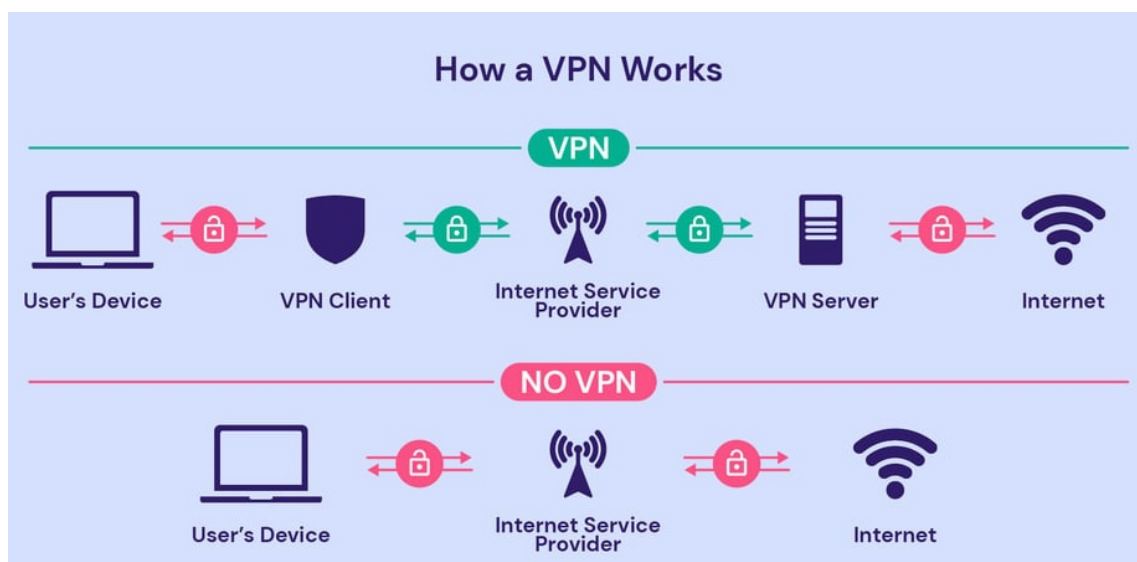 How a VPN Works
VPN
User's Device
VPN Client
Internet Service
Provider
VPN Server
Internet
NO VPN
User's Device
Internet Service
Provider
Internet